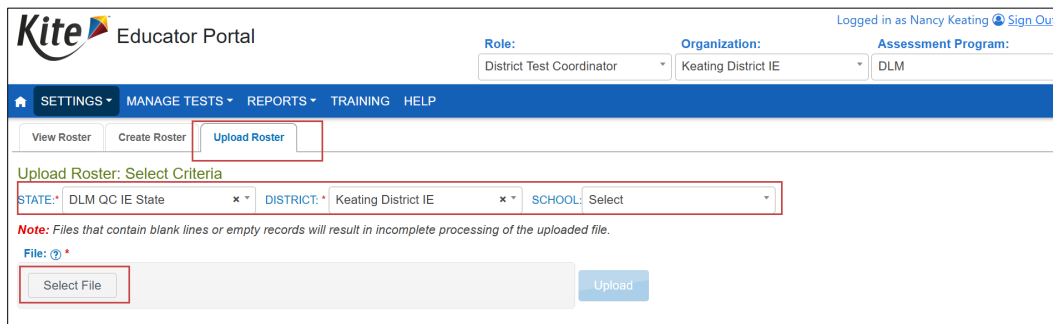 Logged in as Nancy Keating Sign Out
Kite Educator Portal
Role: Organization: Assessment Program:
District Test Coordinator Keating District IE DLM
SETTINGS MANAGE TESTS REPORTS TRAINING HELP
View Roster Create Roster Upload Roster
Upload Roster: Select Criteria
STATE:* DLM QC IE State × DISTRICT: * Keating District IE × SCHOOL: Select
Note: Files that contain blank lines or empty records will result in incomplete processing of the uploaded file.
File: ? *
Select File Upload